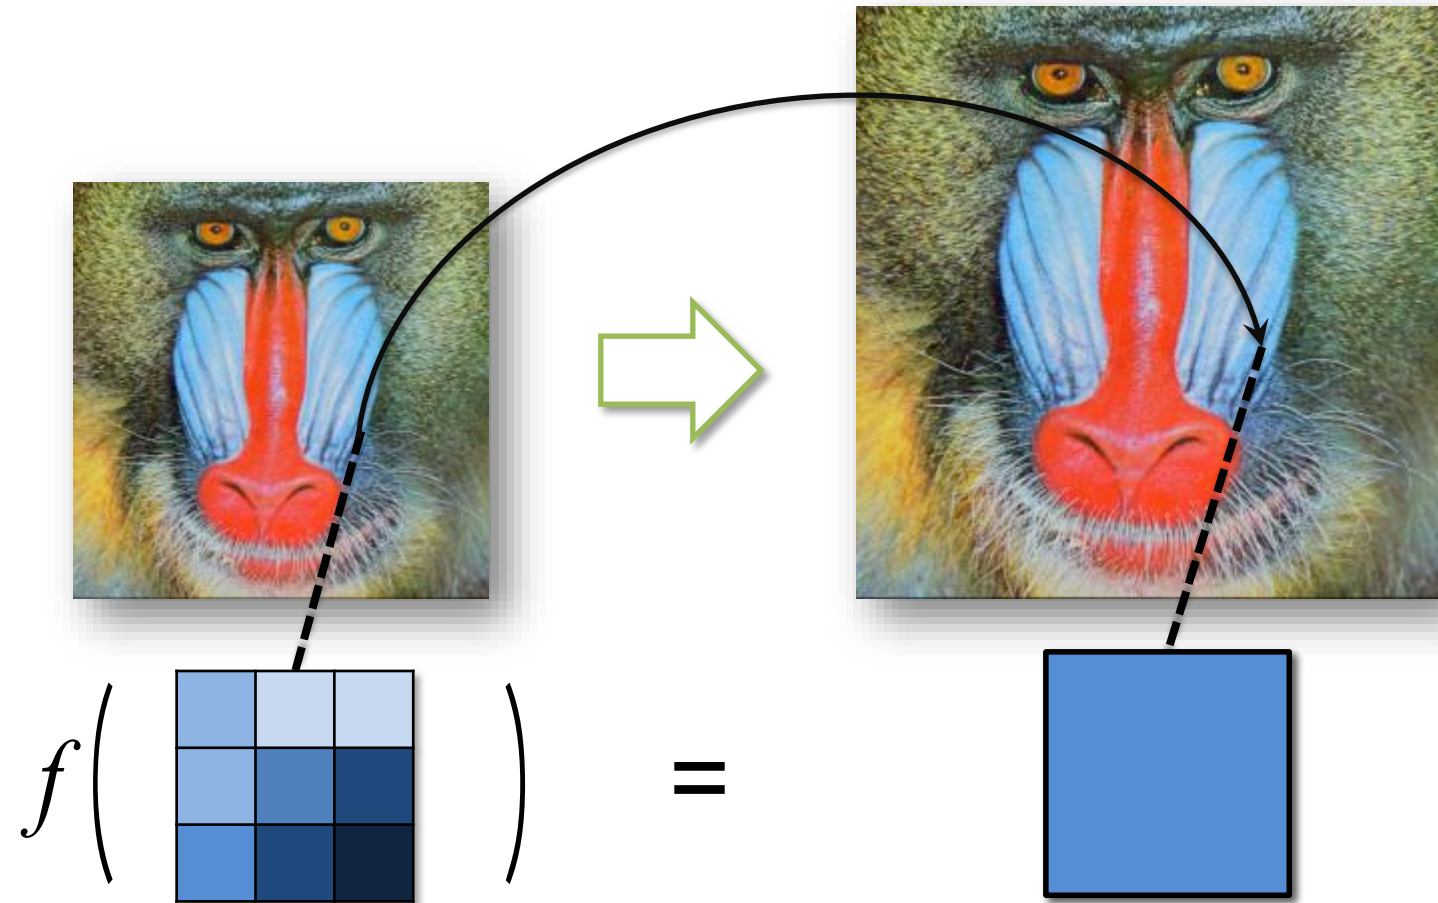 f( ) =